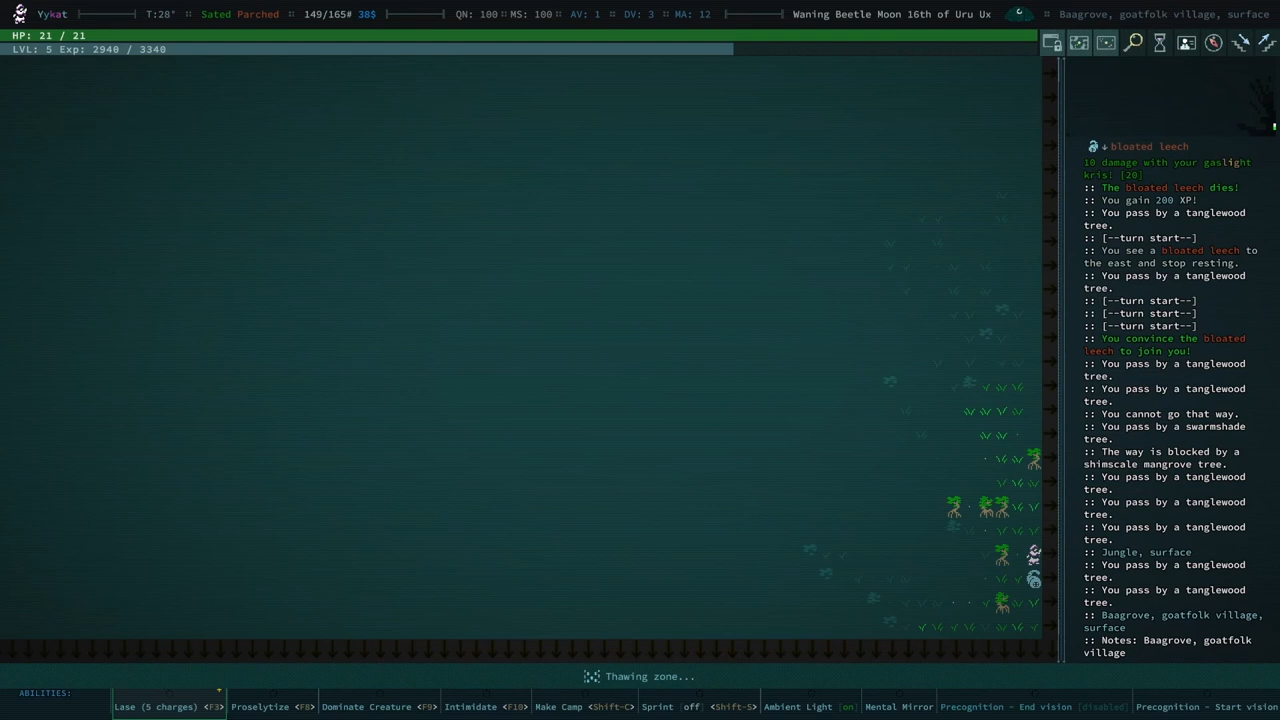 Yykat T:28° :: Sated Parched :: 149/165# 38$ QN: 100 :: MS: 100 :: AV: 1 :: DV: 3 :: MA: 12 Waning Beetle Moon 16th of Uru Ux :: Baagrove, goatfolk village, surface
HP: 21 / 21
LVL: 5 Exp: 2940 / 3340
↓ bloated leech
10 damage with your gaslight
kris! [20]
:: The bloated leech dies!
:: You gain 200 XP!
:: You pass by a tanglewood
tree.
:: [--turn start--]
:: You see a bloated leech to
the east and stop resting.
:: You pass by a tanglewood
tree.
:: [--turn start--]
:: [--turn start--]
:: [--turn start--]
:: You convince the bloated
leech to join you!
:: You pass by a tanglewood
tree.
:: You pass by a tanglewood
tree.
:: You cannot go that way.
:: You pass by a swarmshade
tree.
:: The way is blocked by a
shimscale mangrove tree.
:: You pass by a tanglewood
tree.
:: You pass by a tanglewood
tree.
:: You pass by a tanglewood
tree.
:: Jungle, surface
:: You pass by a tanglewood
tree.
:: You pass by a tanglewood
tree.
:: Baagrove, goatfolk village,
surface
:: Notes: Baagrove, goatfolk
village
Thawing zone...
ABILITIES:
Lase (5 charges) <F3> Proselytize <F8> Dominate Creature <F9> Intimidate <F10> Make Camp <Shift-C> Sprint [off] <Shift-S> Ambient Light [on] Mental Mirror Precognition - End vision [disabled] Precognition - Start vision